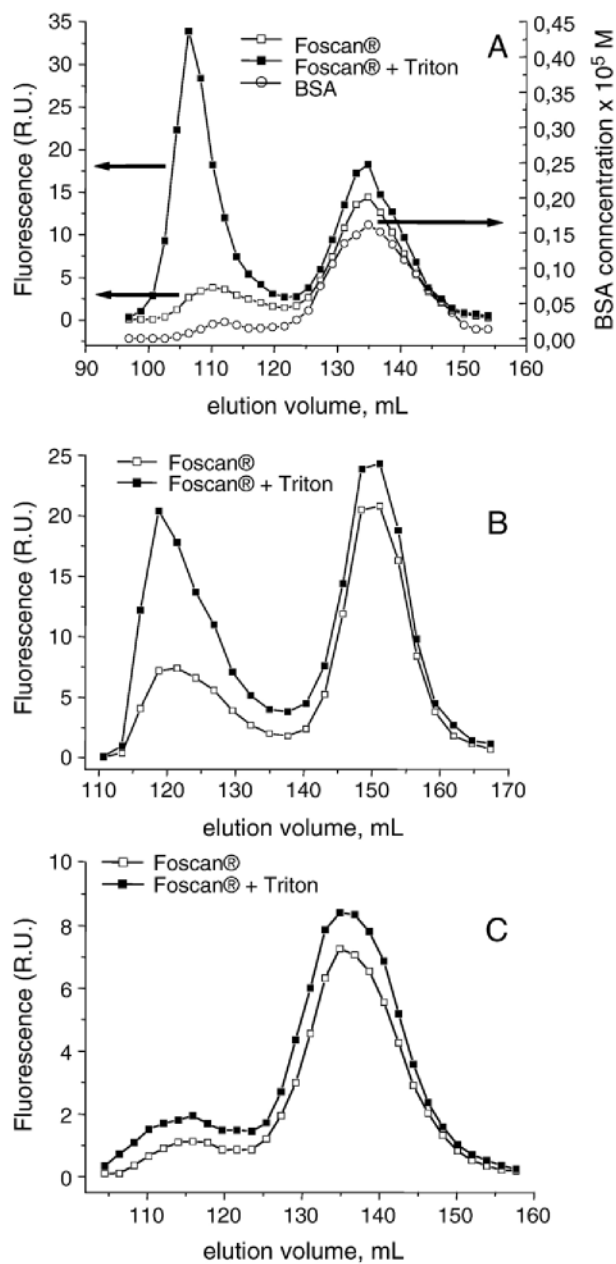 A
Foscan®
Foscan® + Triton
BSA
Fluorescence (R.U.)
35
30
25
20
15
10
5
0
BSA conncentration x 10⁵ M
0,45
0,40
0,35
0,30
0,25
0,20
0,15
0,10
0,05
0,00
90 100 110 120 130 140 150 160
elution volume, mL
B
Foscan®
Foscan® + Triton
Fluorescence (R.U.)
25
20
15
10
5
0
110 120 130 140 150 160 170
elution volume, mL
C
Foscan®
Foscan® + Triton
Fluorescence (R.U.)
10
8
6
4
2
0
110 120 130 140 150 160
elution volume, mL